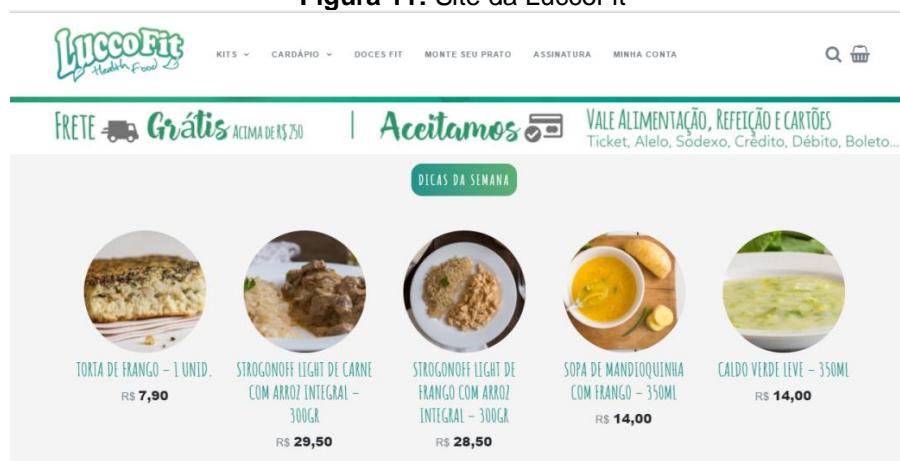 Figura 11: Site da LuccoFit
LuccoFit
Health Food
KITS CARDÁPIO DOCES FIT MONTE SEU PRATO ASSINATURA MINHA CONTA
FRETE Grátis ACIMA DE R$ 250 | Aceitamos VALE ALIMENTAÇÃO, REFEIÇÃO E CARTÕES
Ticket, Alelo, Sodexo, Crédito, Débito, Boleto...
DICAS DA SEMANA
TORTA DE FRANGO – 1 UNID.
R$ 7,90
STROGONOFF LIGHT DE CARNE
COM ARROZ INTEGRAL –
300GR
R$ 29,50
STROGONOFF LIGHT DE
FRANGO COM ARROZ
INTEGRAL – 300GR
R$ 28,50
SOPA DE MANDIOQUINHA
COM FRANGO – 350ML
R$ 14,00
CALDO VERDE LEVE – 350ML
R$ 14,00